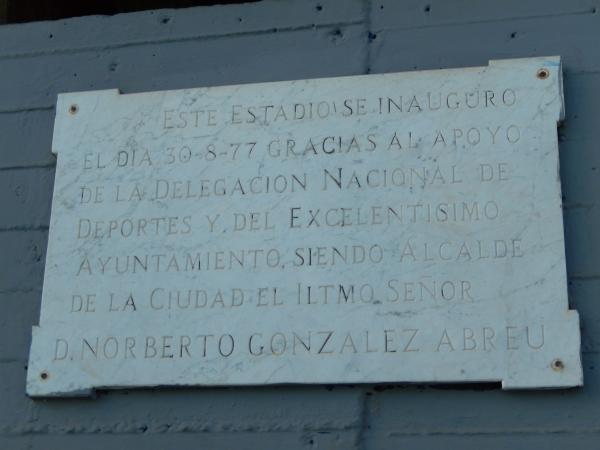 ESTE ESTADIO SE INAUGURO
EL DIA 30-8-77 GRACIAS AL APOYO
DE LA DELEGACION NACIONAL DE
DEPORTES Y DEL EXCELENTISIMO
AYUNTAMIENTO, SIENDO ALCALDE
DE LA CIUDAD EL ILTMO SEÑOR
D. NORBERTO GONZALEZ ABREU